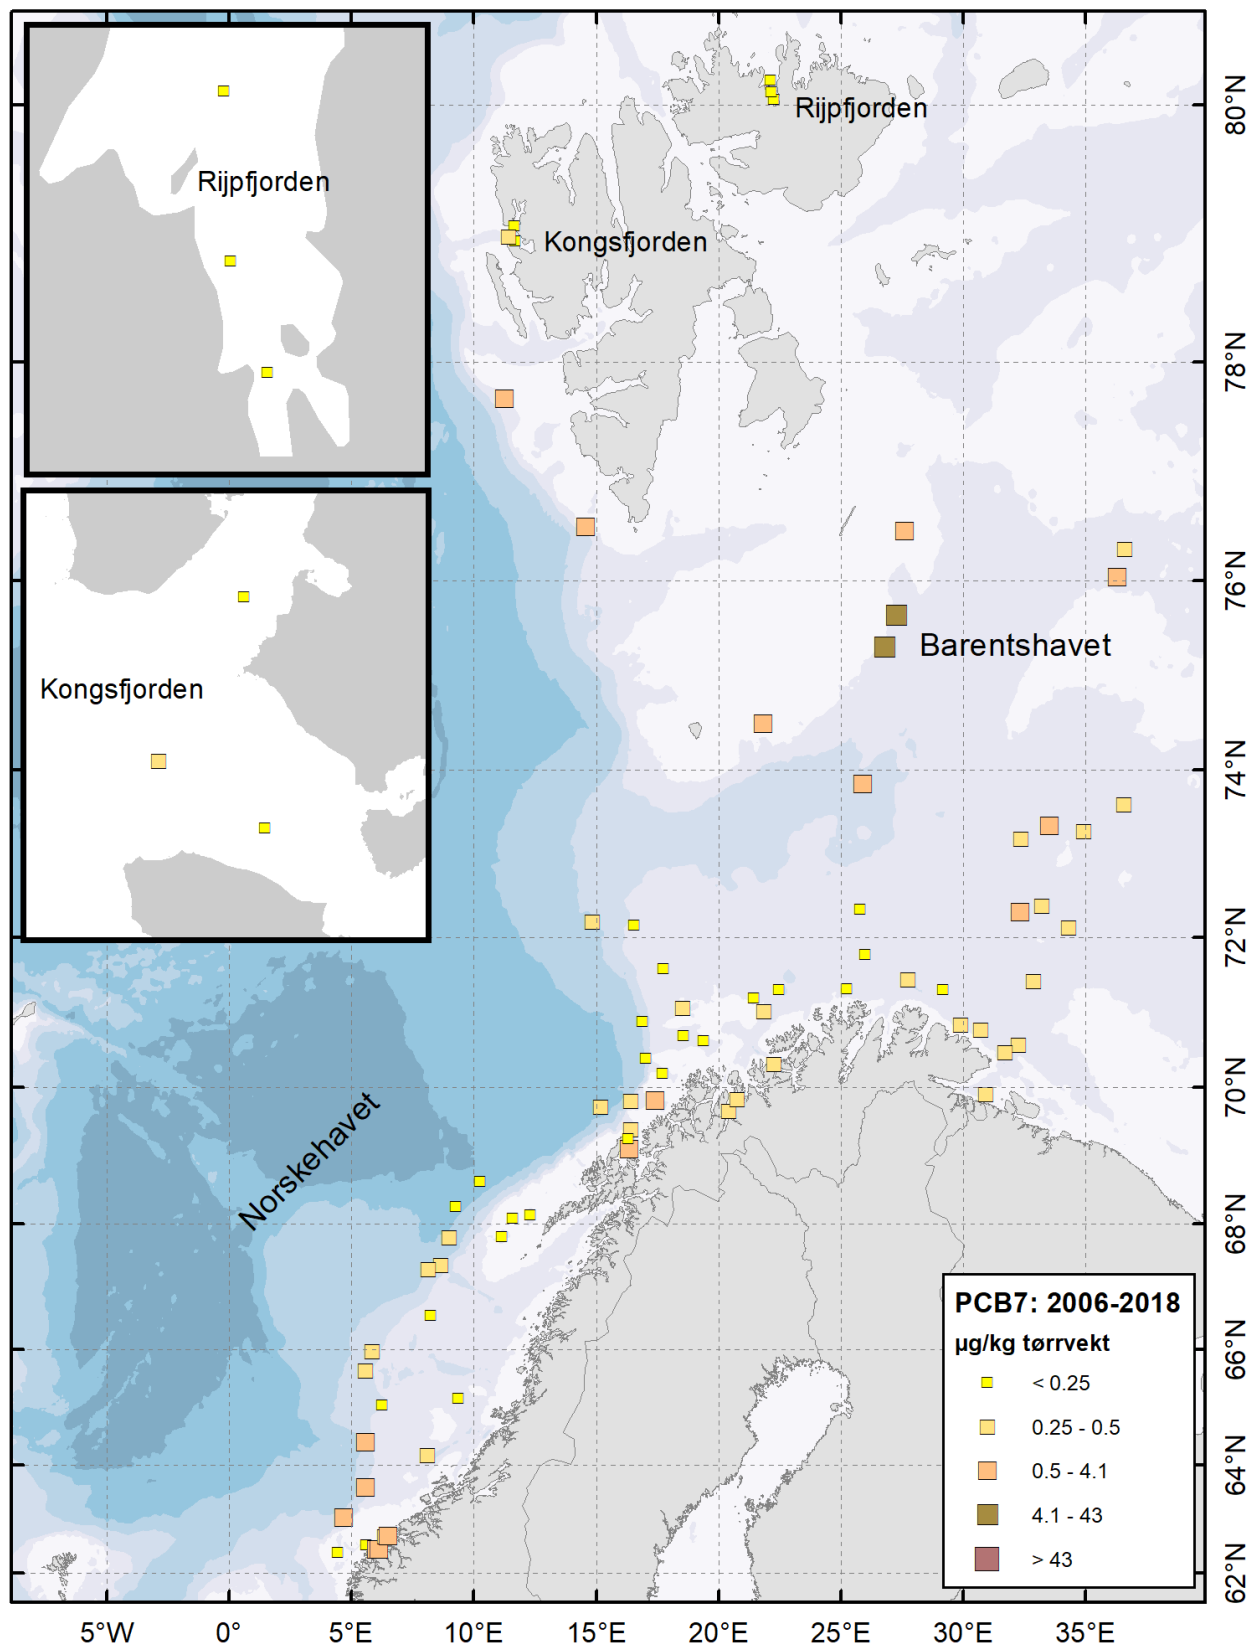 Rijpfjorden
Kongsfjorden
Rijpfjorden
Kongsfjorden
Barentshavet
Norskehavet
PCB7: 2006-2018
µg/kg tørrvekt
< 0.25
0.25 - 0.5
0.5 - 4.1
4.1 - 43
> 43
80°N
78°N
76°N
74°N
72°N
70°N
68°N
66°N
64°N
62°N
5°W 0° 5°E 10°E 15°E 20°E 25°E 30°E 35°E